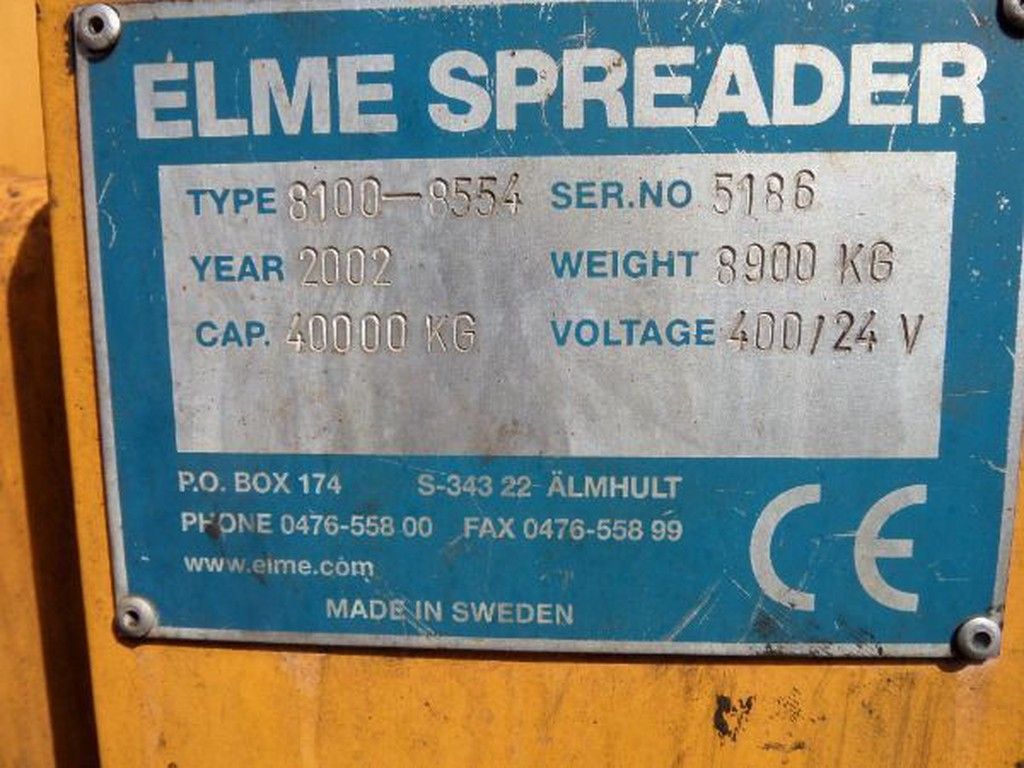 ELME SPREADER
TYPE 8100-8554 SER.NO 5186
YEAR 2002 WEIGHT 8900 KG
CAP. 40000 KG VOLTAGE 400/24 V
P.O. BOX 174 S-343 22 ÄLMHULT
PHONE 0476-558 00 FAX 0476-558 99
www.elme.com
MADE IN SWEDEN
CE